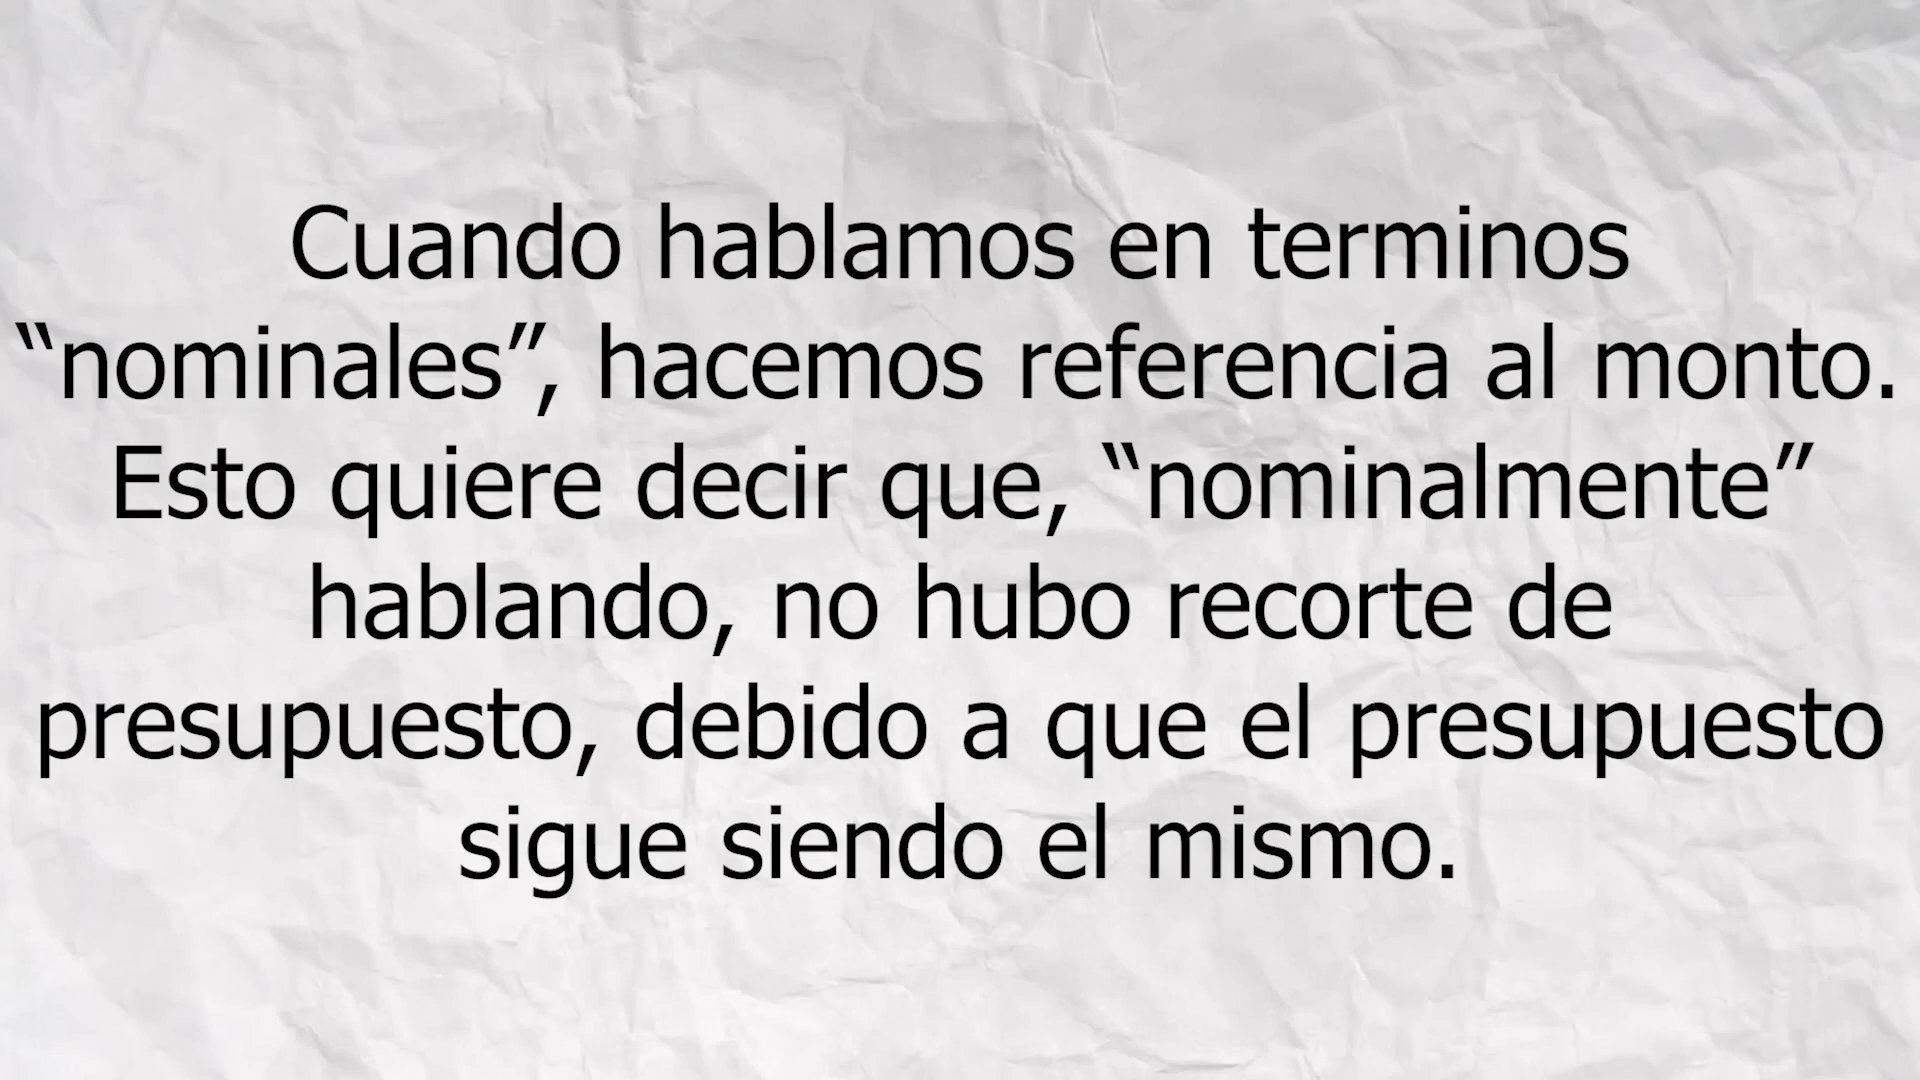 Cuando hablamos en terminos
“nominales”, hacemos referencia al monto.
Esto quiere decir que, “nominalmente”
hablando, no hubo recorte de
presupuesto, debido a que el presupuesto
sigue siendo el mismo.